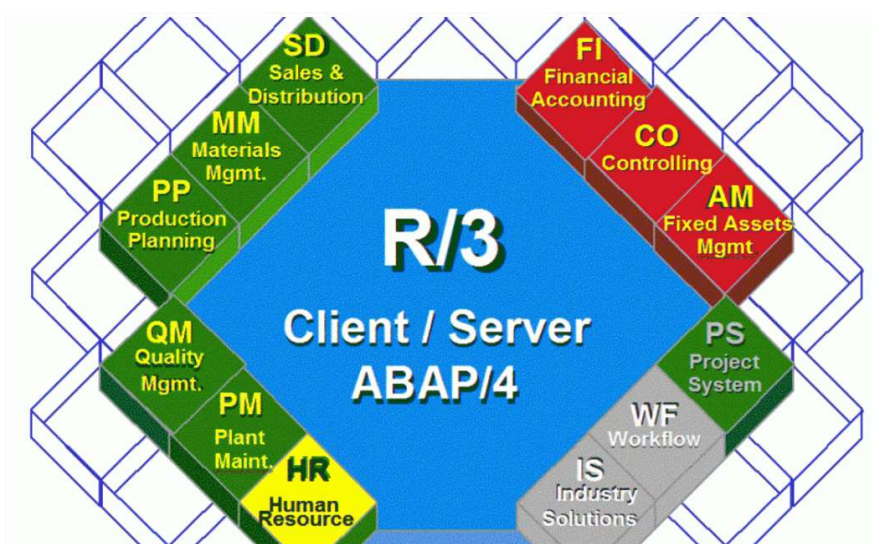 SD
Sales &
Distribution
MM
Materials
Mgmt.
PP
Production
Planning
QM
Quality
Mgmt.
PM
Plant
Maint.
HR
Human
Resource
R/3
Client / Server
ABAP/4
FI
Financial
Accounting
CO
Controlling
AM
Fixed Assets
Mgmt.
PS
Project
System
WF
Workflow
IS
Industry
Solutions